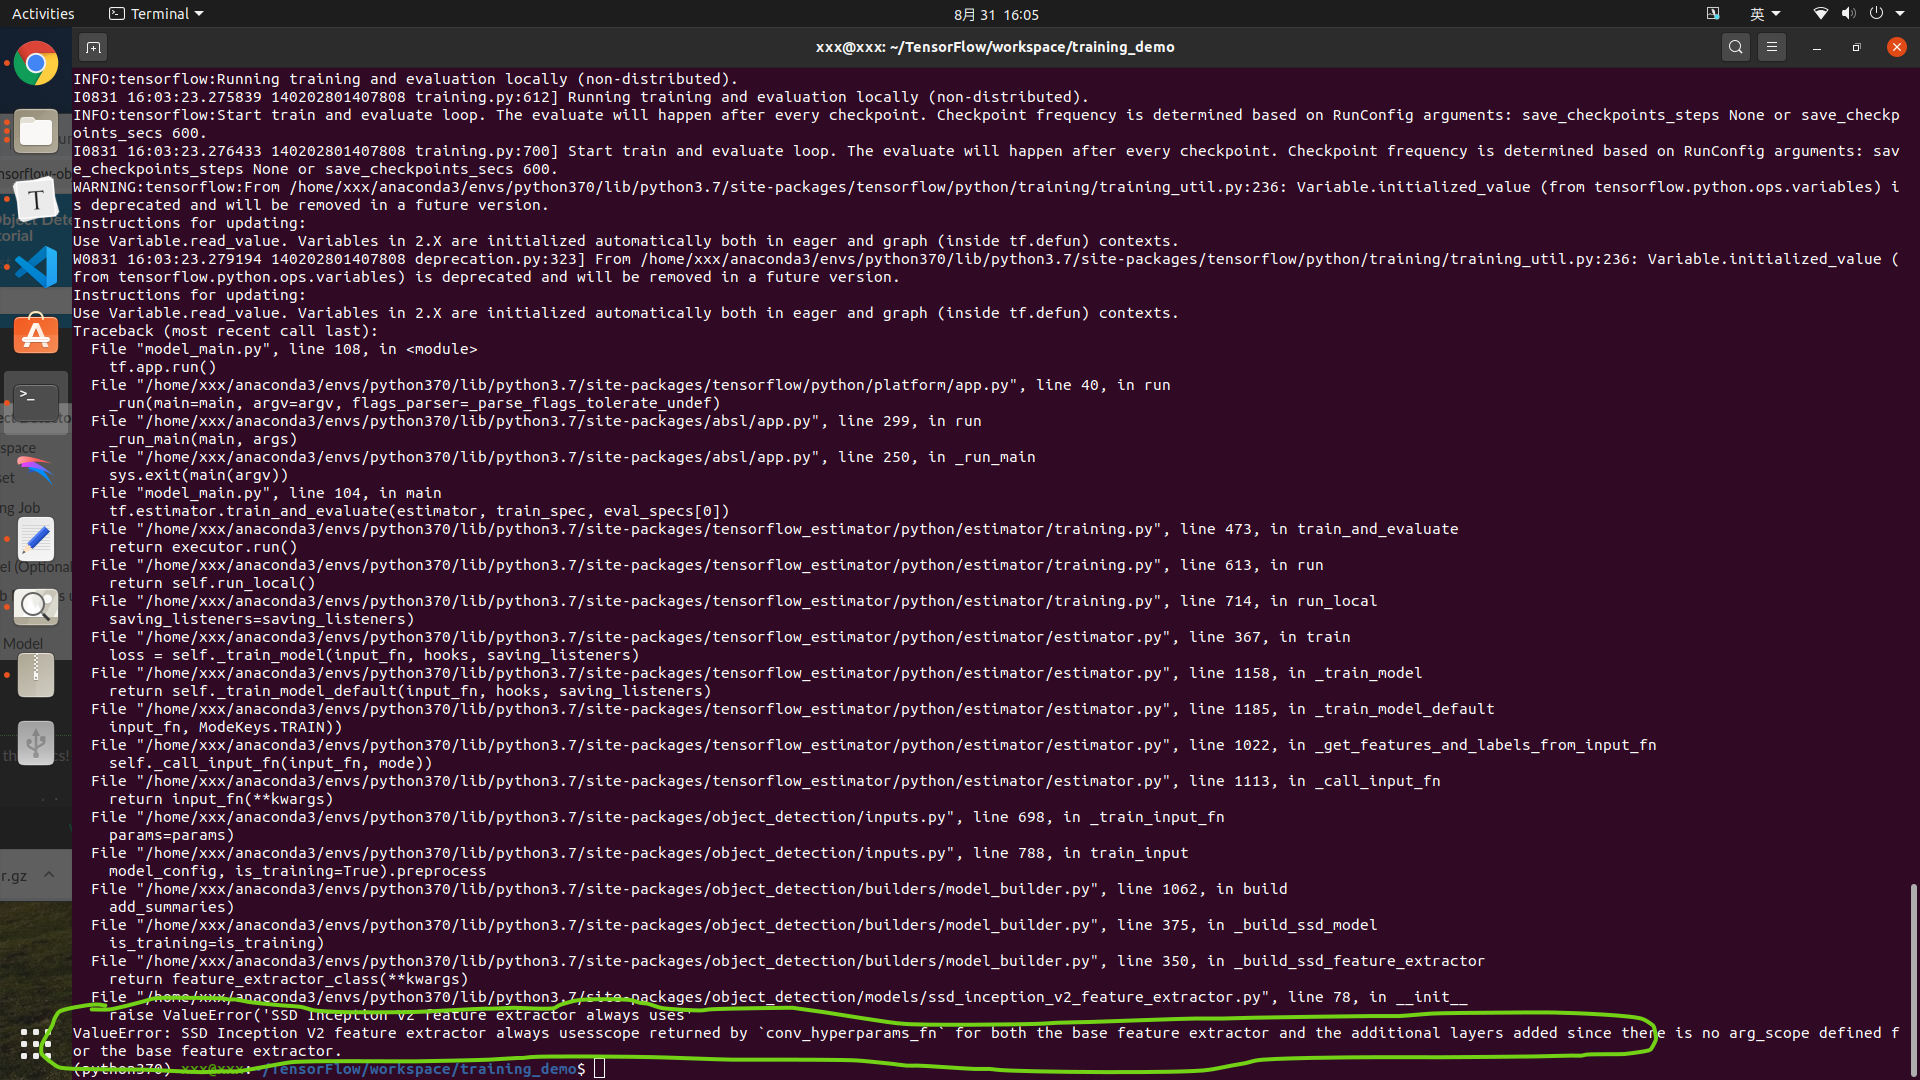 Activities
Terminal
8月 31 16:05
英
xxx@xxx: ~/TensorFlow/workspace/training_demo
INFO:tensorflow:Running training and evaluation locally (non-distributed).
I0831 16:03:23.275839 140202801407808 training.py:612] Running training and evaluation locally (non-distributed).
INFO:tensorflow:Start train and evaluate loop. The evaluate will happen after every checkpoint. Checkpoint frequency is determined based on RunConfig arguments: save_checkpoints_steps None or save_checkp
oints_secs 600.
I0831 16:03:23.276433 140202801407808 training.py:700] Start train and evaluate loop. The evaluate will happen after every checkpoint. Checkpoint frequency is determined based on RunConfig arguments: sav
e_checkpoints_steps None or save_checkpoints_secs 600.
WARNING:tensorflow:From /home/xxx/anaconda3/envs/python370/lib/python3.7/site-packages/tensorflow/python/training/training_util.py:236: Variable.initialized_value (from tensorflow.python.ops.variables) i
s deprecated and will be removed in a future version.
Instructions for updating:
Use Variable.read_value. Variables in 2.X are initialized automatically both in eager and graph (inside tf.defun) contexts.
W0831 16:03:23.279194 140202801407808 deprecation.py:323] From /home/xxx/anaconda3/envs/python370/lib/python3.7/site-packages/tensorflow/python/training/training_util.py:236: Variable.initialized_value (
from tensorflow.python.ops.variables) is deprecated and will be removed in a future version.
Instructions for updating:
Use Variable.read_value. Variables in 2.X are initialized automatically both in eager and graph (inside tf.defun) contexts.
Traceback (most recent call last):
File "model_main.py", line 108, in <module>
tf.app.run()
File "/home/xxx/anaconda3/envs/python370/lib/python3.7/site-packages/tensorflow/python/platform/app.py", line 40, in run
_run(main=main, argv=argv, flags_parser=_parse_flags_tolerate_undef)
File "/home/xxx/anaconda3/envs/python370/lib/python3.7/site-packages/absl/app.py", line 299, in run
_run_main(main, args)
File "/home/xxx/anaconda3/envs/python370/lib/python3.7/site-packages/absl/app.py", line 250, in _run_main
sys.exit(main(argv))
File "model_main.py", line 104, in main
tf.estimator.train_and_evaluate(estimator, train_spec, eval_specs[0])
File "/home/xxx/anaconda3/envs/python370/lib/python3.7/site-packages/tensorflow_estimator/python/estimator/training.py", line 473, in train_and_evaluate
return executor.run()
File "/home/xxx/anaconda3/envs/python370/lib/python3.7/site-packages/tensorflow_estimator/python/estimator/training.py", line 613, in run
return self.run_local()
File "/home/xxx/anaconda3/envs/python370/lib/python3.7/site-packages/tensorflow_estimator/python/estimator/training.py", line 714, in run_local
saving_listeners=saving_listeners)
File "/home/xxx/anaconda3/envs/python370/lib/python3.7/site-packages/tensorflow_estimator/python/estimator/estimator.py", line 367, in train
loss = self._train_model(input_fn, hooks, saving_listeners)
File "/home/xxx/anaconda3/envs/python370/lib/python3.7/site-packages/tensorflow_estimator/python/estimator/estimator.py", line 1158, in _train_model
return self._train_model_default(input_fn, hooks, saving_listeners)
File "/home/xxx/anaconda3/envs/python370/lib/python3.7/site-packages/tensorflow_estimator/python/estimator/estimator.py", line 1185, in _train_model_default
input_fn, ModeKeys.TRAIN))
File "/home/xxx/anaconda3/envs/python370/lib/python3.7/site-packages/tensorflow_estimator/python/estimator/estimator.py", line 1022, in _get_features_and_labels_from_input_fn
self._call_input_fn(input_fn, mode))
File "/home/xxx/anaconda3/envs/python370/lib/python3.7/site-packages/tensorflow_estimator/python/estimator/estimator.py", line 1113, in _call_input_fn
return input_fn(**kwargs)
File "/home/xxx/anaconda3/envs/python370/lib/python3.7/site-packages/object_detection/inputs.py", line 698, in _train_input_fn
params=params)
File "/home/xxx/anaconda3/envs/python370/lib/python3.7/site-packages/object_detection/inputs.py", line 788, in train_input
model_config, is_training=True).preprocess
File "/home/xxx/anaconda3/envs/python370/lib/python3.7/site-packages/object_detection/builders/model_builder.py", line 1062, in build
add_summaries)
File "/home/xxx/anaconda3/envs/python370/lib/python3.7/site-packages/object_detection/builders/model_builder.py", line 375, in _build_ssd_model
is_training=is_training)
File "/home/xxx/anaconda3/envs/python370/lib/python3.7/site-packages/object_detection/builders/model_builder.py", line 350, in _build_ssd_feature_extractor
return feature_extractor_class(**kwargs)
File "/home/xxx/anaconda3/envs/python370/lib/python3.7/site-packages/object_detection/models/ssd_inception_v2_feature_extractor.py", line 78, in __init__
raise ValueError('SSD Inception V2 feature extractor always uses'
ValueError: SSD Inception V2 feature extractor always usesscope returned by `conv_hyperparams_fn` for both the base feature extractor and the additional layers added since there is no arg_scope defined f
or the base feature extractor.
(python370) xxx@xxx:~/TensorFlow/workspace/training_demo$